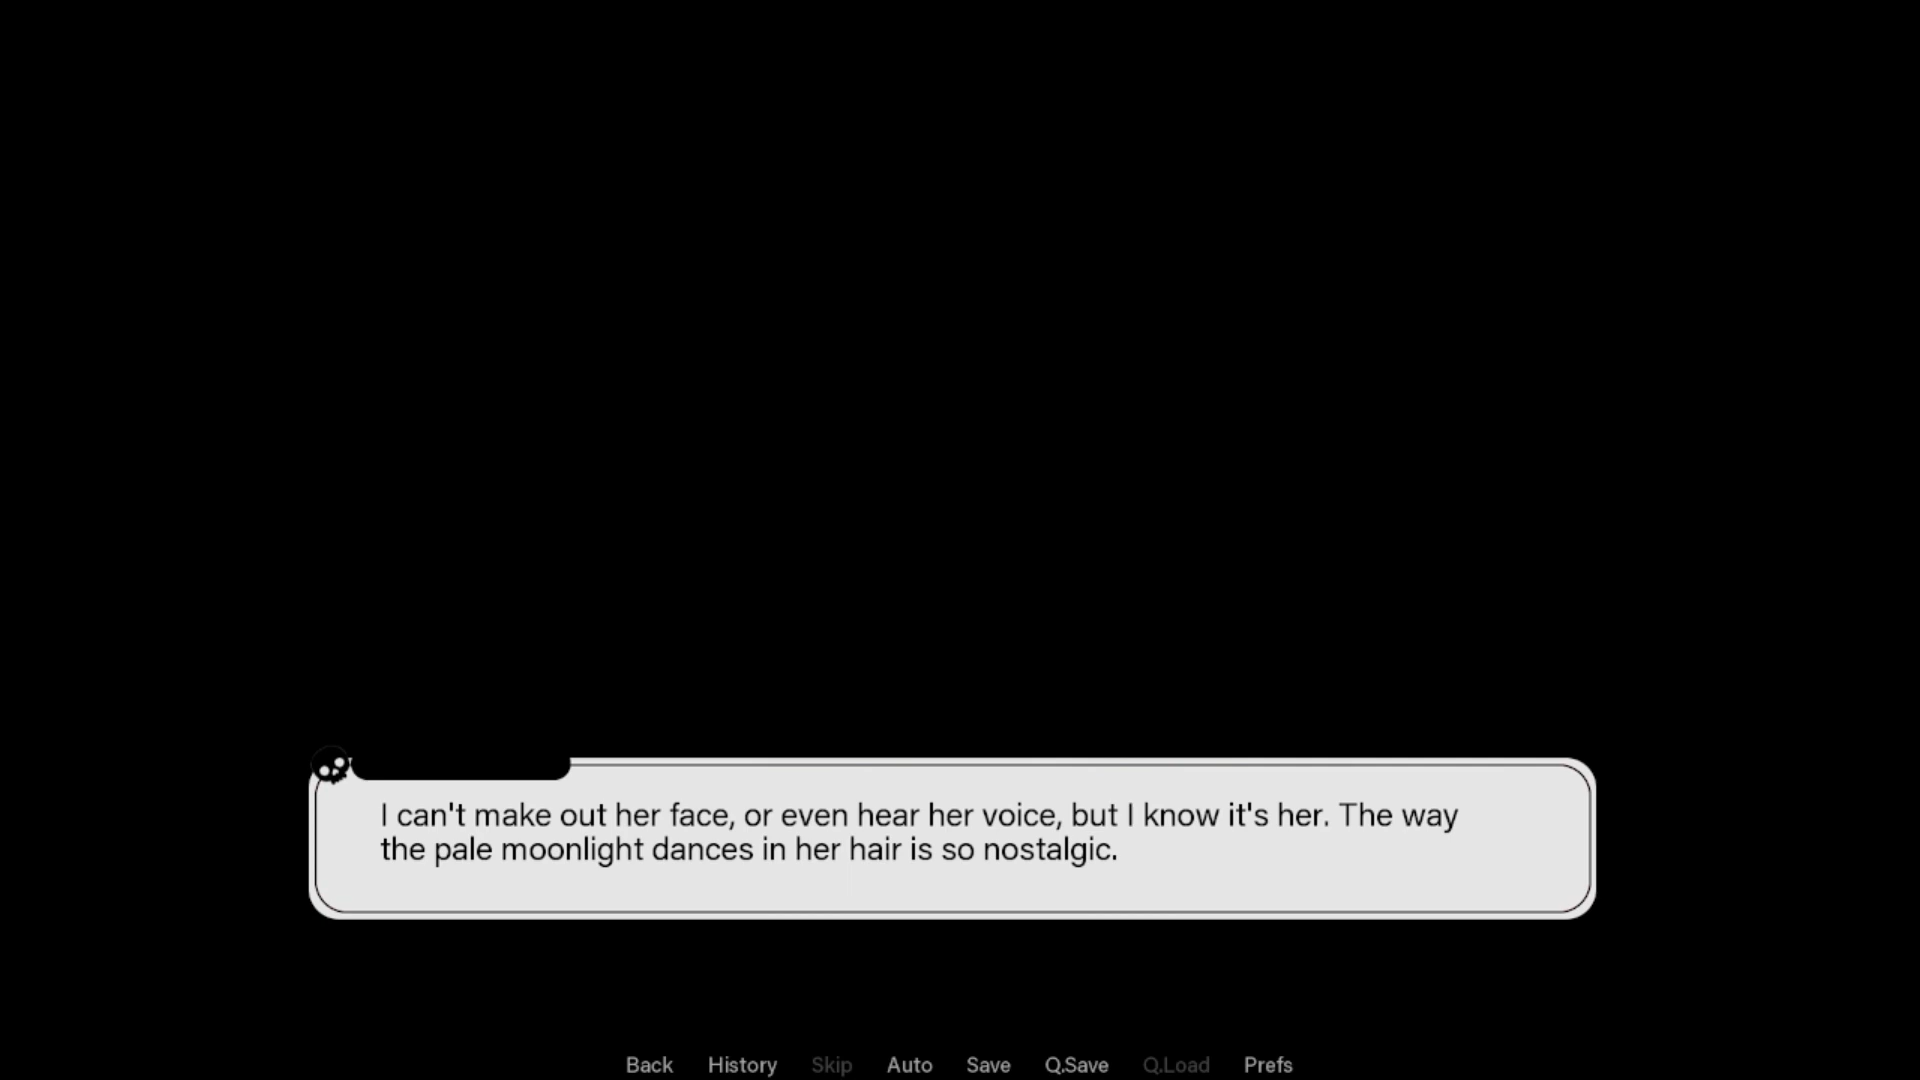 I can't make out her face, or even hear her voice, but I know it's her. The way
the pale moonlight dances in her hair is so nostalgic.
Back History Skip Auto Save Q.Save Q.Load Prefs